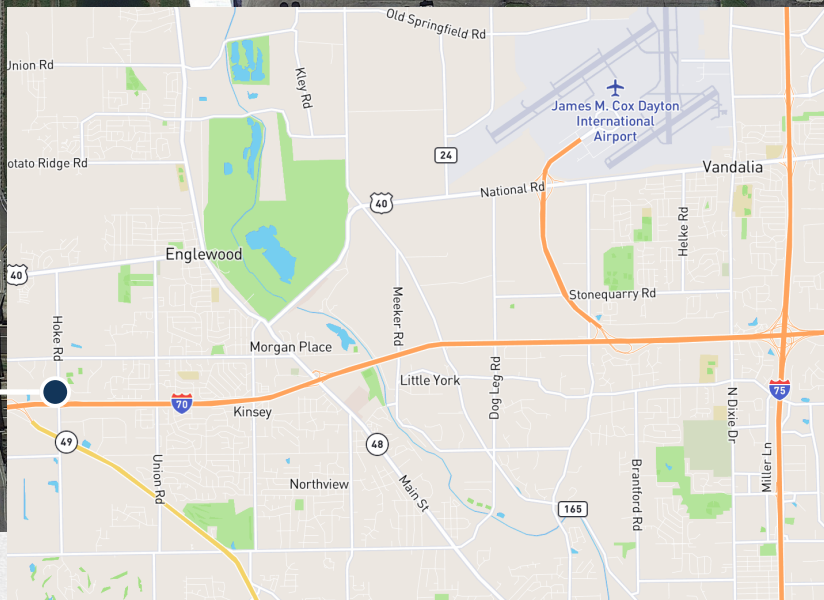 Old Springfield Rd
Union Rd
Kley Rd
James M. Cox Dayton
International
Airport
24
otato Ridge Rd
Vandalia
National Rd
40
Helke Rd
Englewood
40
Stonequarry Rd
Meeker Rd
Hoke Rd
Morgan Place
Little York
Dog Leg Rd
75
N Dixie Dr
70
Kinsey
49
48
Miller Ln
Union Rd
Brantford Rd
Northview
Main St
165